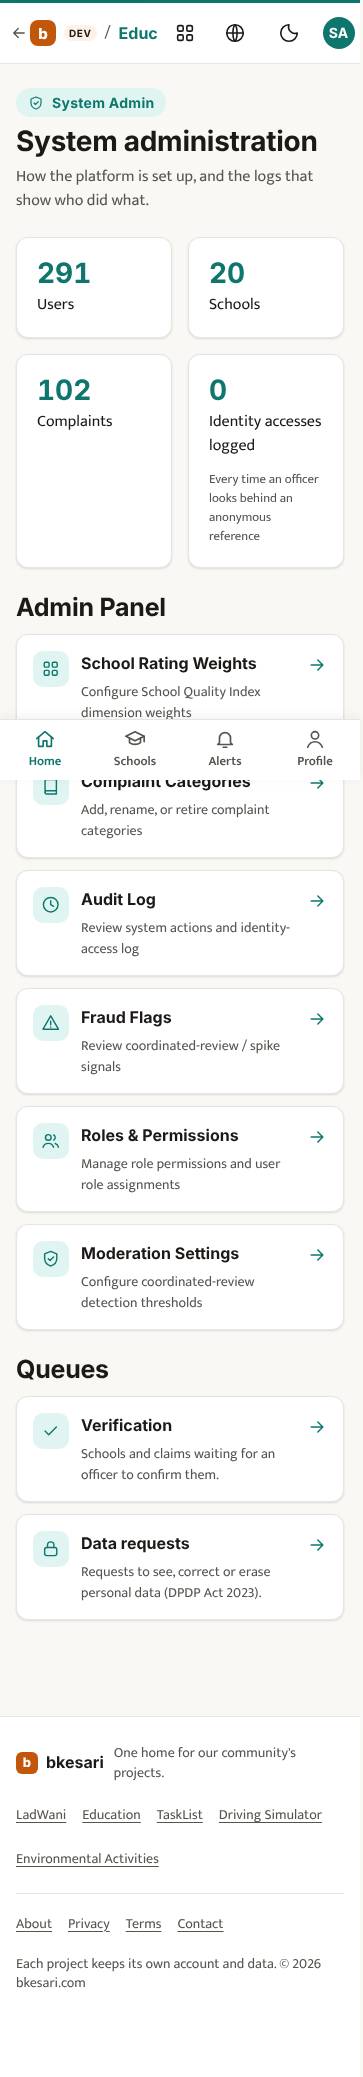 b DEV / Educ SA
System Admin
System administration
How the platform is set up, and the logs that
show who did what.
291
Users
20
Schools
102
Complaints
0
Identity accesses
logged
Every time an officer
looks behind an
anonymous
reference
Admin Panel
School Rating Weights
Configure School Quality Index
dimension weights
Home
Schools
Alerts
Profile
Complaint Categories
Add, rename, or retire complaint
categories
Audit Log
Review system actions and identity-
access log
Fraud Flags
Review coordinated-review / spike
signals
Roles & Permissions
Manage role permissions and user
role assignments
Moderation Settings
Configure coordinated-review
detection thresholds
Queues
Verification
Schools and claims waiting for an
officer to confirm them.
Data requests
Requests to see, correct or erase
personal data (DPDP Act 2023).
b bkesari
One home for our community's
projects.
LadWani Education TaskList Driving Simulator
Environmental Activities
About Privacy Terms Contact
Each project keeps its own account and data. © 2026
bkesari.com